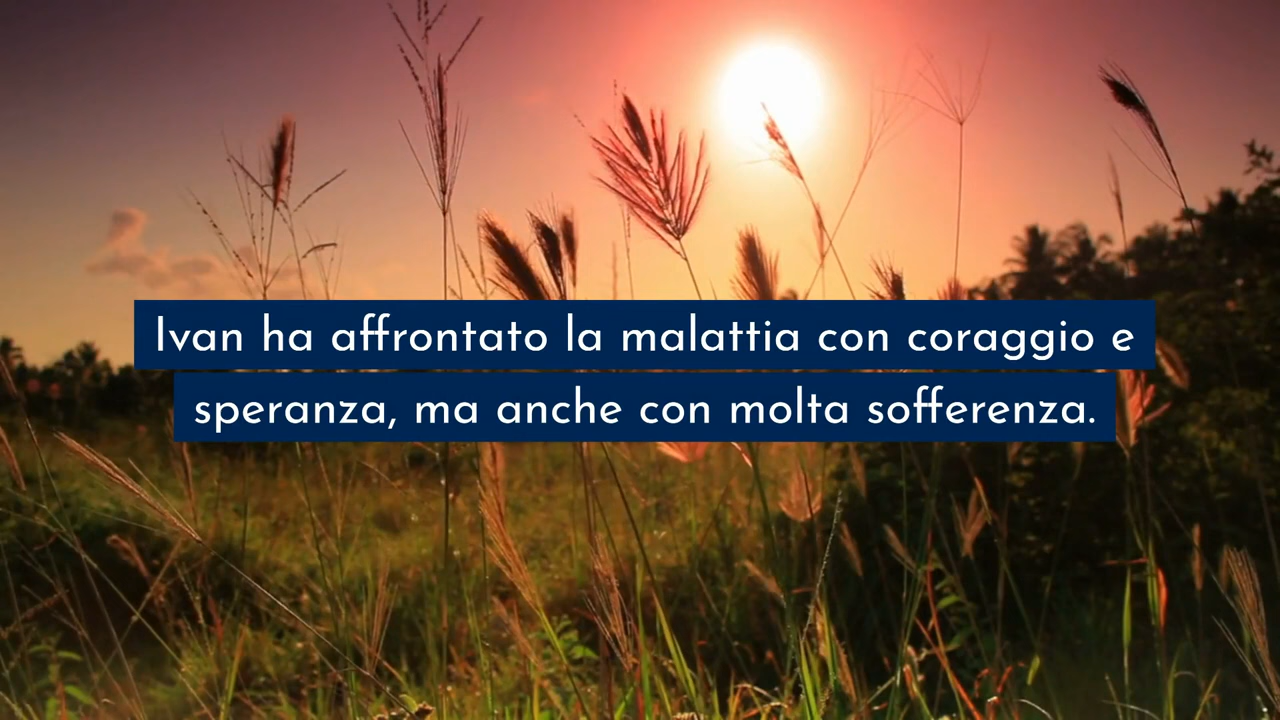 Ivan ha affrontato la malattia con coraggio e
speranza, ma anche con molta sofferenza.